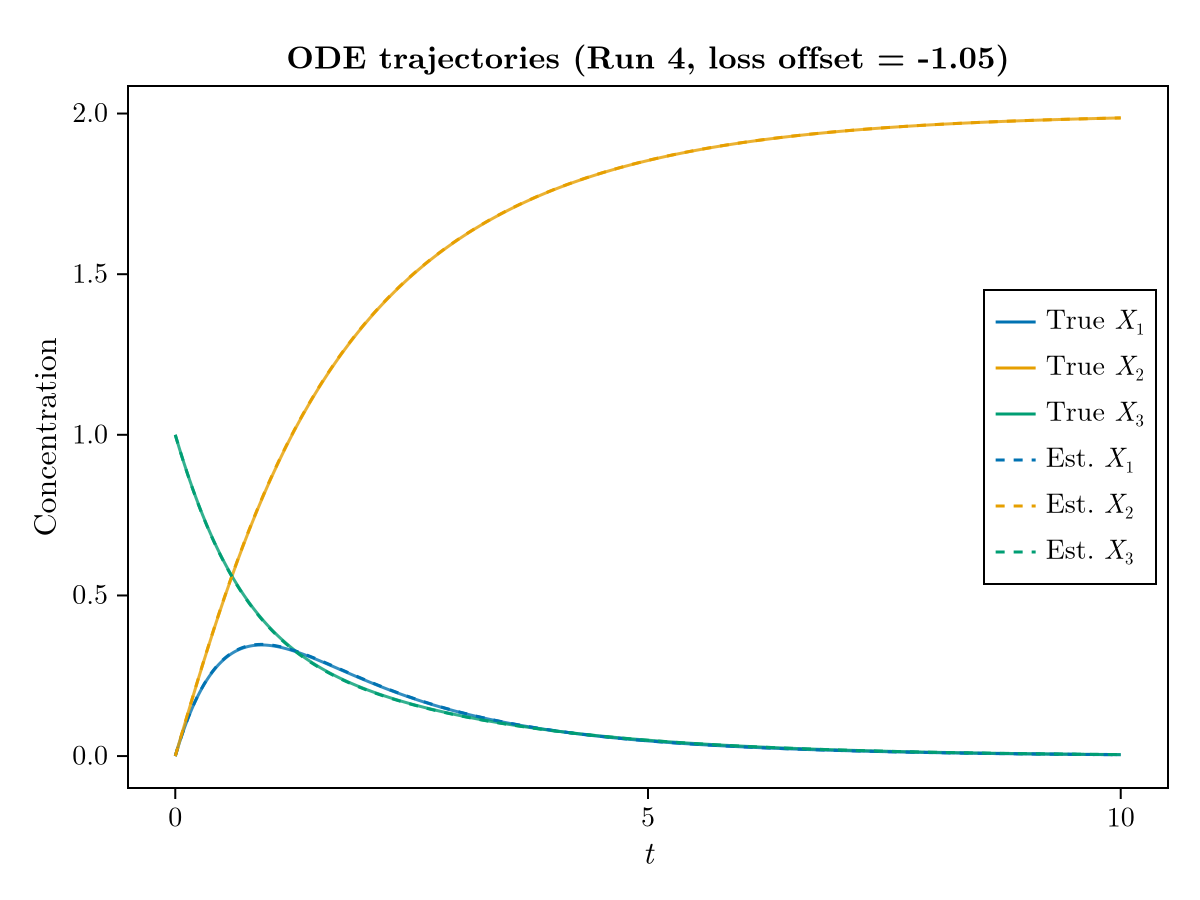 ODE trajectories (Run 4, loss offset = -1.05)
2.0
1.5
1.0
0.5
0.0
Concentration
True X₁
True X₂
True X₃
Est. X₁
Est. X₂
Est. X₃
0 5 10
t